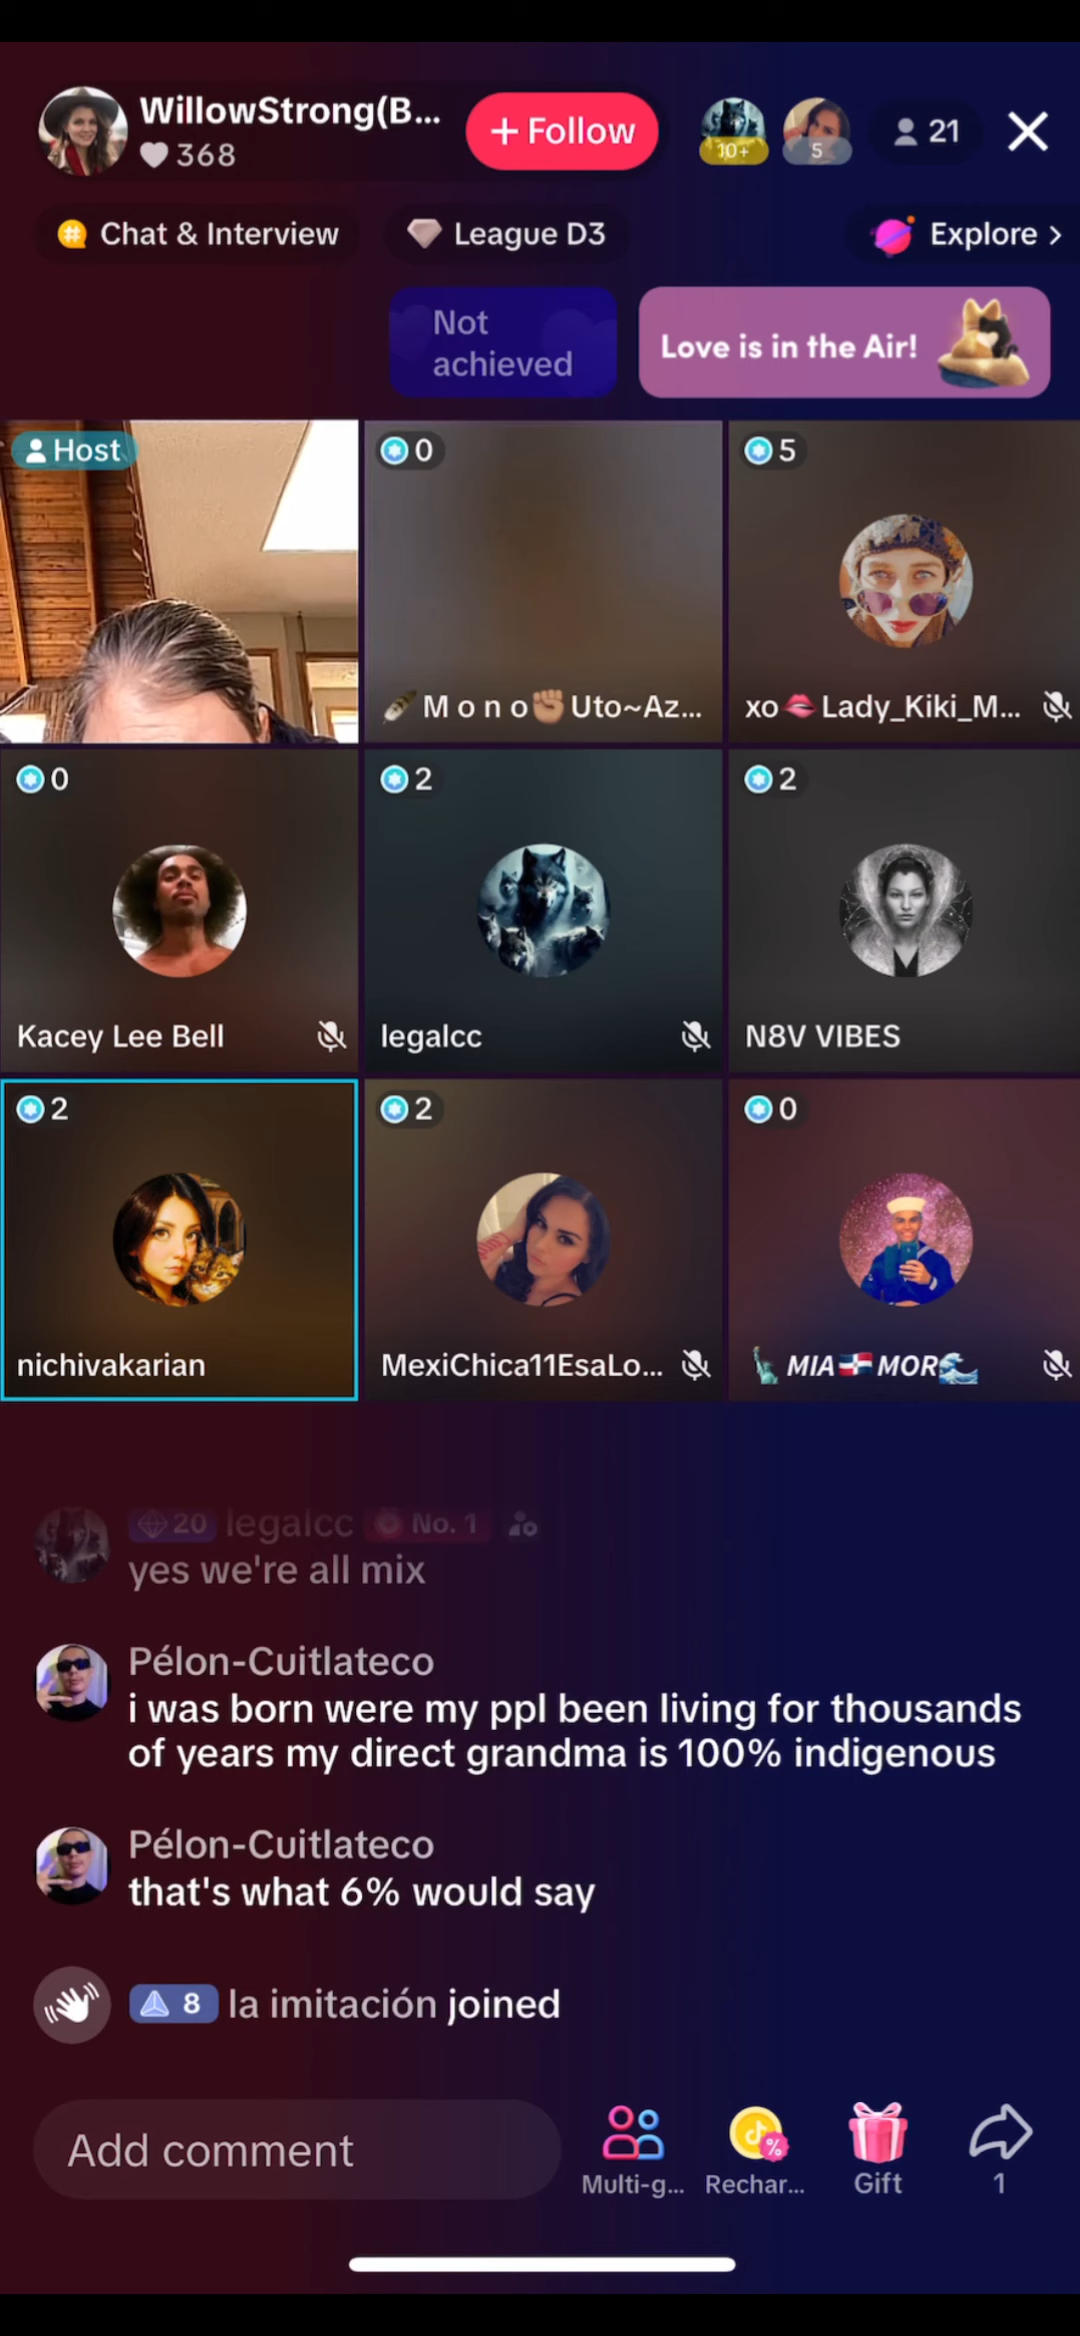 WillowStrong(B...
368
+ Follow
10+
5
21
Chat & Interview
League D3
Explore >
Not
achieved
Love is in the Air!
Host
0
5
M o n o✊🏽Uto~Az...
xo💋Lady_Kiki_M...
0
2
2
Kacey Lee Bell
legalcc
N8V VIBES
2
2
0
nichivakarian
MexiChica11EsaLo...
🗽MIA🇩🇴MOR🌊
20 legalcc No. 1
yes we're all mix
Pélon-Cuitlateco
i was born were my ppl been living for thousands
of years my direct grandma is 100% indigenous
Pélon-Cuitlateco
that's what 6% would say
8 la imitación joined
Add comment
Multi-g...
Rechar...
Gift
1